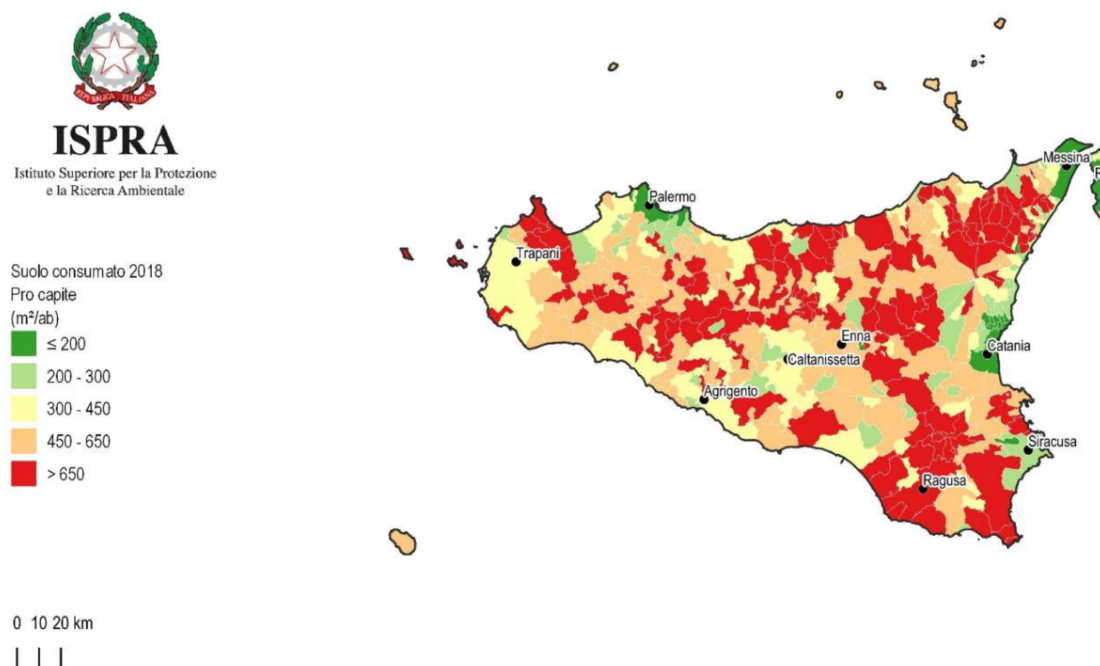 REPVBBLICA ITALIANA
ISPRA
Istituto Superiore per la Protezione
e la Ricerca Ambientale
Suolo consumato 2018
Pro capite
(m²/ab)
≤ 200
200 - 300
300 - 450
450 - 650
> 650
0 10 20 km
Messina
Palermo
Trapani
Enna
Caltanissetta
Catania
Agrigento
Siracusa
Ragusa